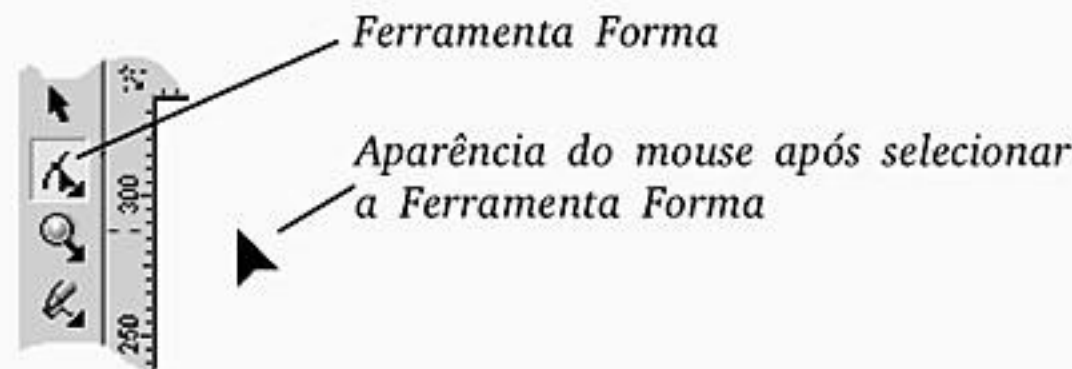 Ferramenta Forma
Aparência do mouse após selecionar
a Ferramenta Forma
300
250